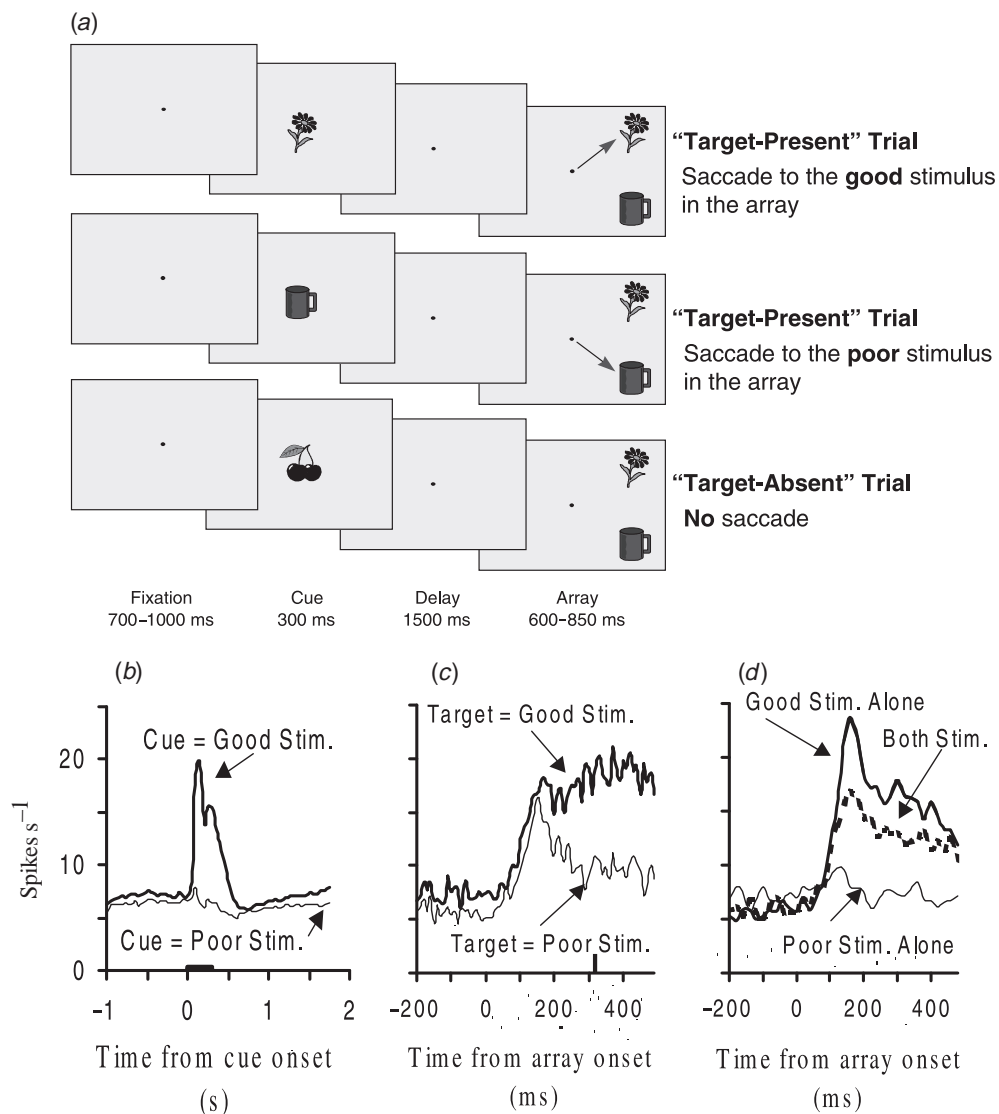 (a)
“Target-Present” Trial
Saccade to the good stimulus
in the array
“Target-Present” Trial
Saccade to the poor stimulus
in the array
“Target-Absent” Trial
No saccade
Fixation
700–1000 ms
Cue
300 ms
Delay
1500 ms
Array
600–850 ms
(b)
Spikes s⁻¹
20
10
0
Cue = Good Stim.
Cue = Poor Stim.
−1
0
1
2
Time from cue onset
(s)
(c)
Target = Good Stim.
Target = Poor Stim.
−200
0
200
400
Time from array onset
(ms)
(d)
Good Stim. Alone
Both Stim.
Poor Stim. Alone
−200
0
200
400
Time from array onset
(ms)